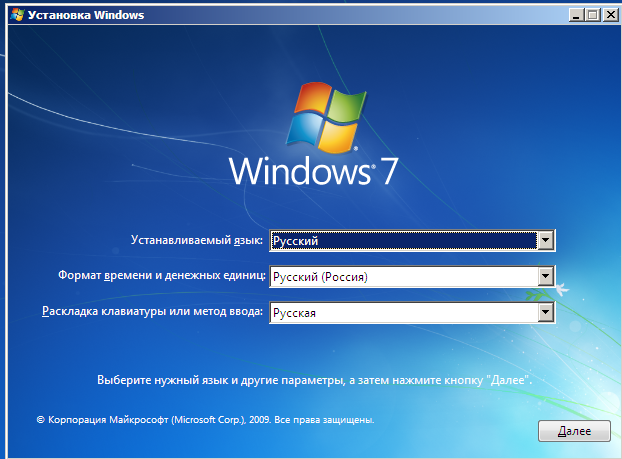 Установка Windows
Windows® 7
Устанавливаемый язык: Русский
Формат времени и денежных единиц: Русский (Россия)
Раскладка клавиатуры или метод ввода: Русская
Выберите нужный язык и другие параметры, а затем нажмите кнопку "Далее".
© Корпорация Майкрософт (Microsoft Corp.), 2009. Все права защищены.
Далее